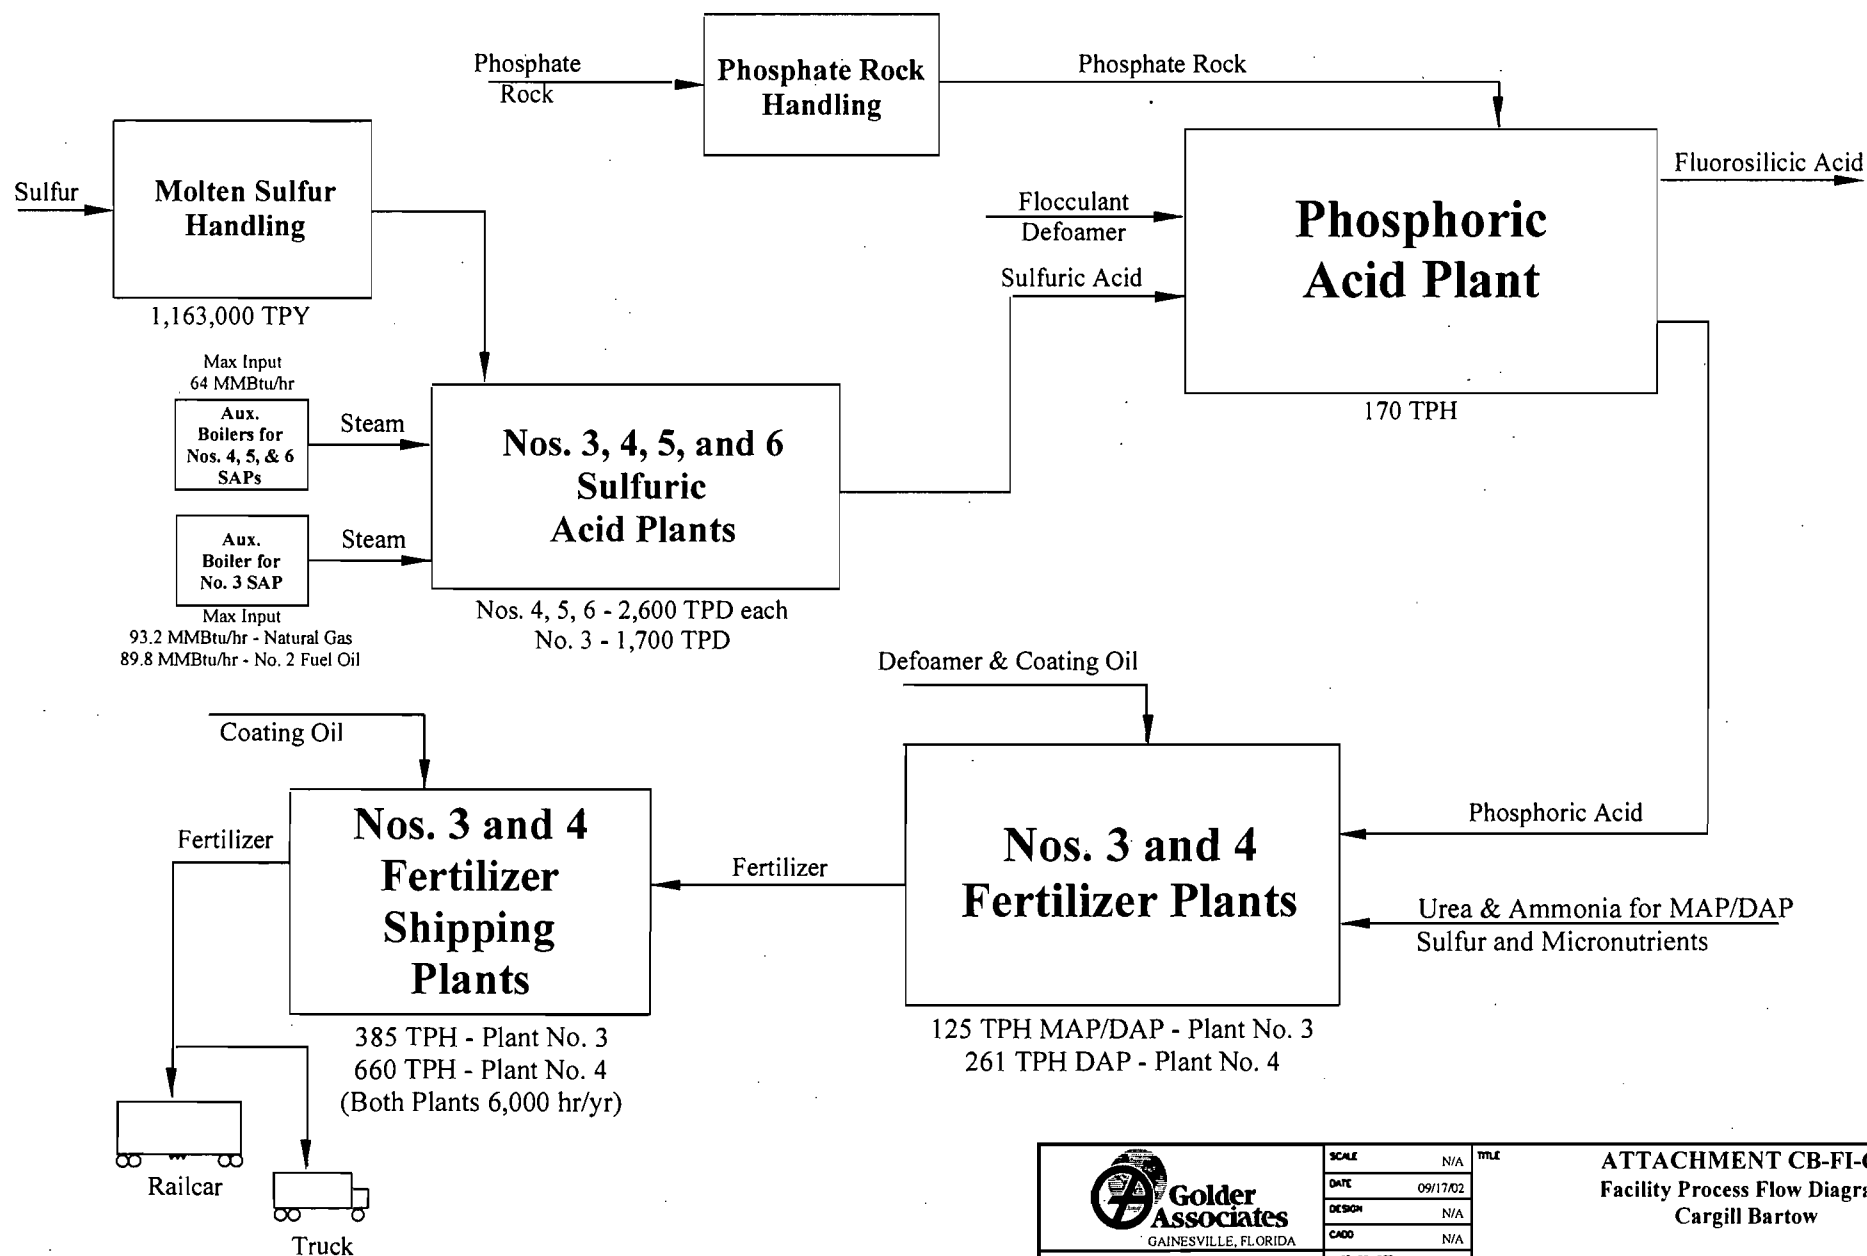 Phosphate
Rock
Phosphate Rock
Handling
Phosphate Rock
Sulfur
Molten Sulfur
Handling
1,163,000 TPY
Flocculant
Defoamer
Sulfuric Acid
Phosphoric
Acid Plant
170 TPH
Fluorosilicic Acid
Max Input
64 MMBtu/hr
Aux.
Boilers for
Nos. 4, 5, & 6
SAPs
Steam
Aux.
Boiler for
No. 3 SAP
Steam
Max Input
93.2 MMBtu/hr - Natural Gas
89.8 MMBtu/hr - No. 2 Fuel Oil
Nos. 3, 4, 5, and 6
Sulfuric
Acid Plants
Nos. 4, 5, 6 - 2,600 TPD each
No. 3 - 1,700 TPD
Defoamer & Coating Oil
Coating Oil
Fertilizer
Nos. 3 and 4
Fertilizer
Shipping
Plants
385 TPH - Plant No. 3
660 TPH - Plant No. 4
(Both Plants 6,000 hr/yr)
Fertilizer
Nos. 3 and 4
Fertilizer Plants
125 TPH MAP/DAP - Plant No. 3
261 TPH DAP - Plant No. 4
Phosphoric Acid
Urea & Ammonia for MAP/DAP
Sulfur and Micronutrients
Railcar
Truck
Golder
Associates
GAINESVILLE, FLORIDA
SCALE N/A
DATE 09/17/02
DESIGN N/A
CADD N/A
TITLE
ATTACHMENT CB-FI-
Facility Process Flow
Cargill Bartow